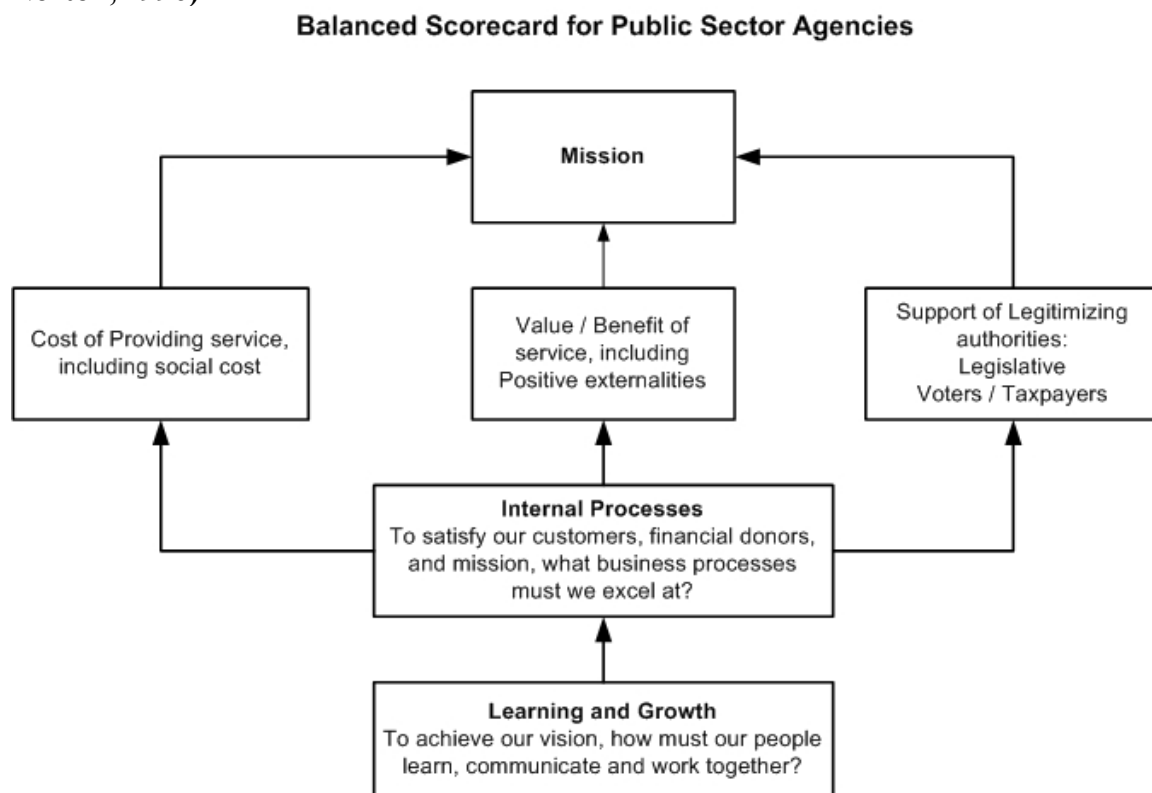 Balanced Scorecard for Public Sector Agencies
Mission
Cost of Providing service,
including social cost
Value / Benefit of
service, including
Positive externalities
Support of Legitimizing
authorities:
Legislative
Voters / Taxpayers
Internal Processes
To satisfy our customers, financial donors,
and mission, what business processes
must we excel at?
Learning and Growth
To achieve our vision, how must our people
learn, communicate and work together?